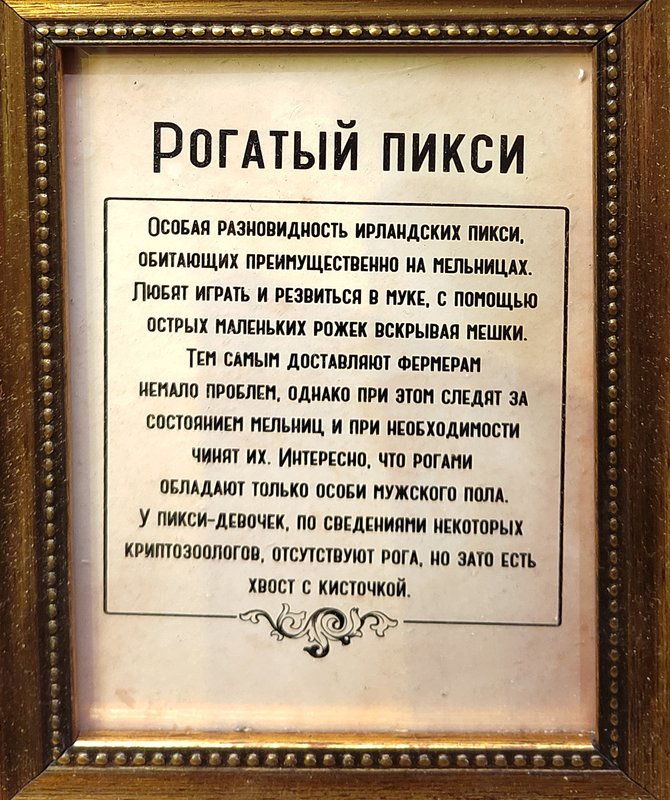 Рогатый пикси
Особая разновидность ирландских пикси,
обитающих преимущественно на мельницах.
Любят играть и резвиться в муке, с помощью
острых маленьких рожек вскрывая мешки.
Тем самым доставляют фермерам
немало проблем, однако при этом следят за
состоянием мельниц и при необходимости
чинят их. Интересно, что рогами
обладают только особи мужского пола.
У пикси-девочек, по сведениями некоторых
криптозоологов, отсутствуют рога, но зато есть
хвост с кисточкой.